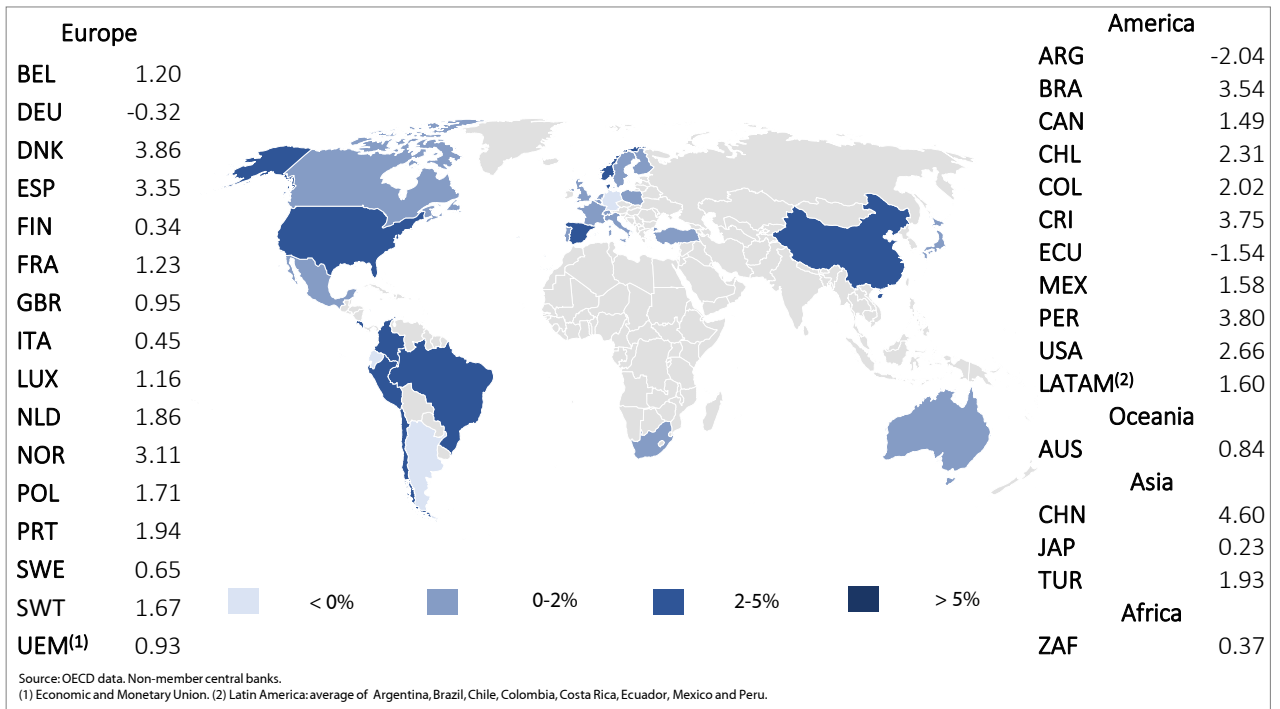 Europe
BEL 1.20
DEU -0.32
DNK 3.86
ESP 3.35
FIN 0.34
FRA 1.23
GBR 0.95
ITA 0.45
LUX 1.16
NLD 1.86
NOR 3.11
POL 1.71
PRT 1.94
SWE 0.65
SWT 1.67
UEM(1) 0.93
< 0%
0-2%
2-5%
> 5%
America
ARG -2.04
BRA 3.54
CAN 1.49
CHL 2.31
COL 2.02
CRI 3.75
ECU -1.54
MEX 1.58
PER 3.80
USA 2.66
LATAM(2) 1.60
Oceania
AUS 0.84
Asia
CHN 4.60
JAP 0.23
TUR 1.93
Africa
ZAF 0.37
Source: OECD data. Non-member central banks.
(1) Economic and Monetary Union. (2) Latin America: average of Argentina, Brazil, Chile, Colombia, Costa Rica, Ecuador, Mexico and Peru.